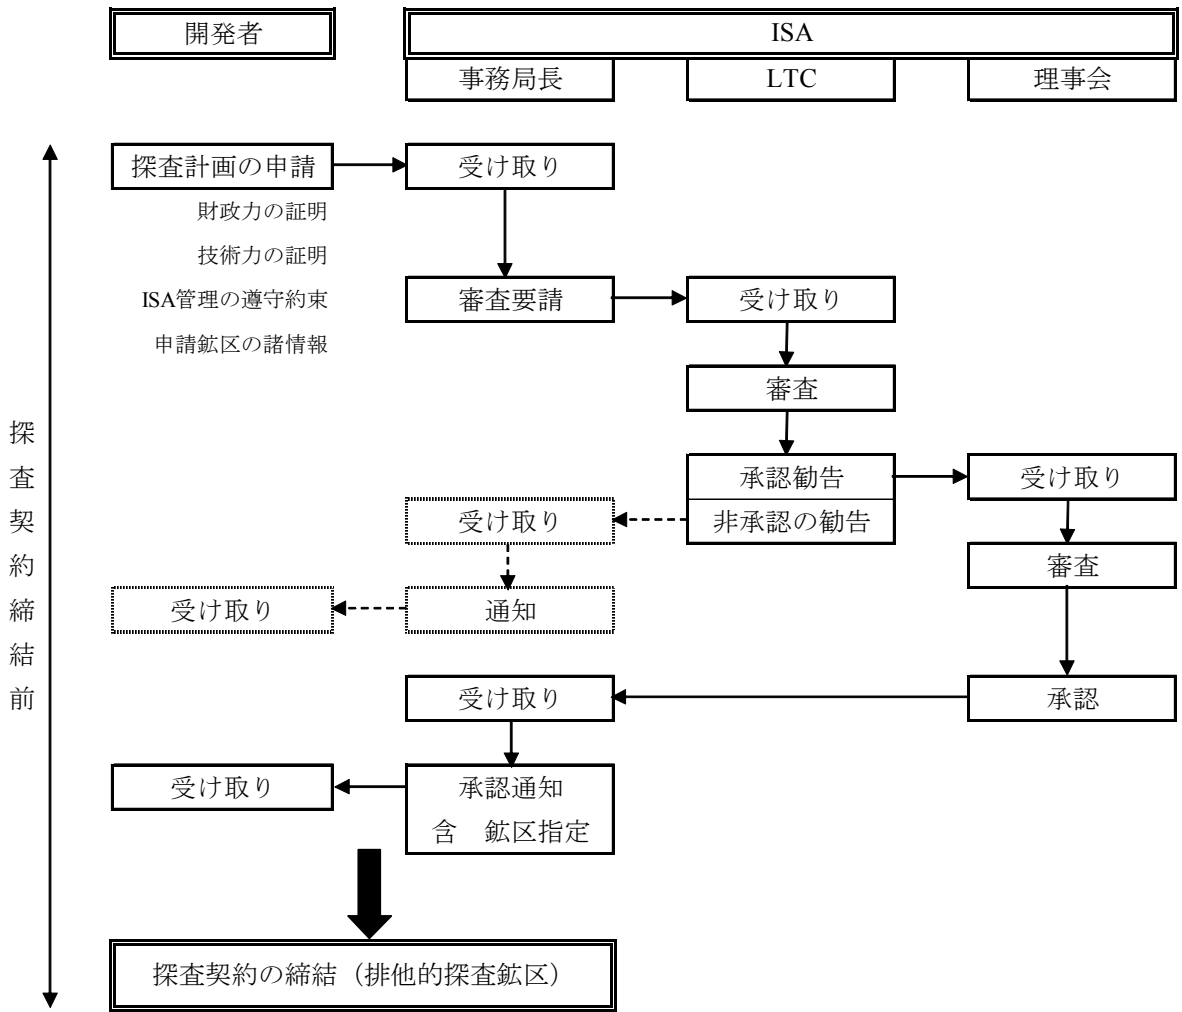 開発者
ISA
事務局長
LTC
理事会
探査計画の申請
受け取り
財政力の証明
技術力の証明
ISA管理の遵守約束
申請鉱区の諸情報
審査要請
受け取り
審査
承認勧告
受け取り
非承認の勧告
受け取り
審査
受け取り
通知
受け取り
承認
受け取り
承認通知
含　鉱区指定
探査契約の締結（排他的探査鉱区）
探査契約締結前